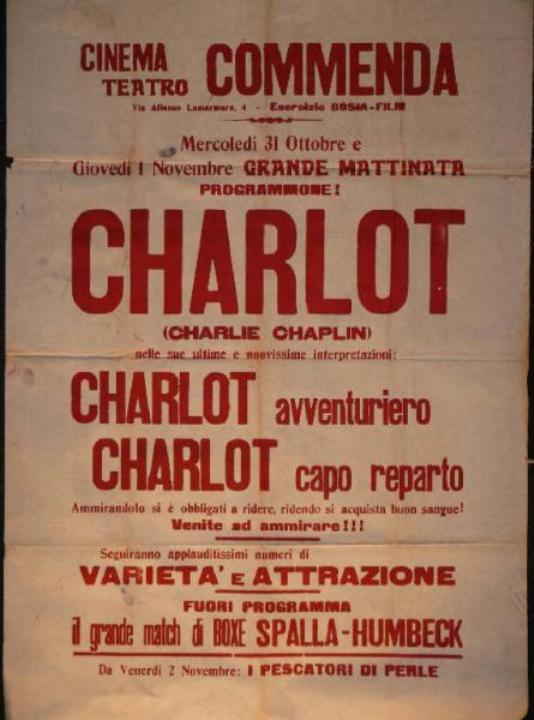 CINEMA TEATRO COMMENDA
Via Alfonso Lamarmora, 4 - Esercizio BOSIA-FILM
Mercoledì 31 Ottobre e
Giovedì 1 Novembre GRANDE MATTINATA
PROGRAMMONE!
CHARLOT
(CHARLIE CHAPLIN)
nelle sue ultime e nuovissime interpretazioni:
CHARLOT avventuriero
CHARLOT capo reparto
Ammirandolo si è obbligati a ridere, ridendo si acquista buon sangue!
Venite ad ammirare!!!
Seguiranno applauditissimi numeri di
VARIETA' E ATTRAZIONE
FUORI PROGRAMMA
il grande match di BOXE SPALLA-HUMBECK
Da Venerdì 2 Novembre: I PESCATORI DI PERLE